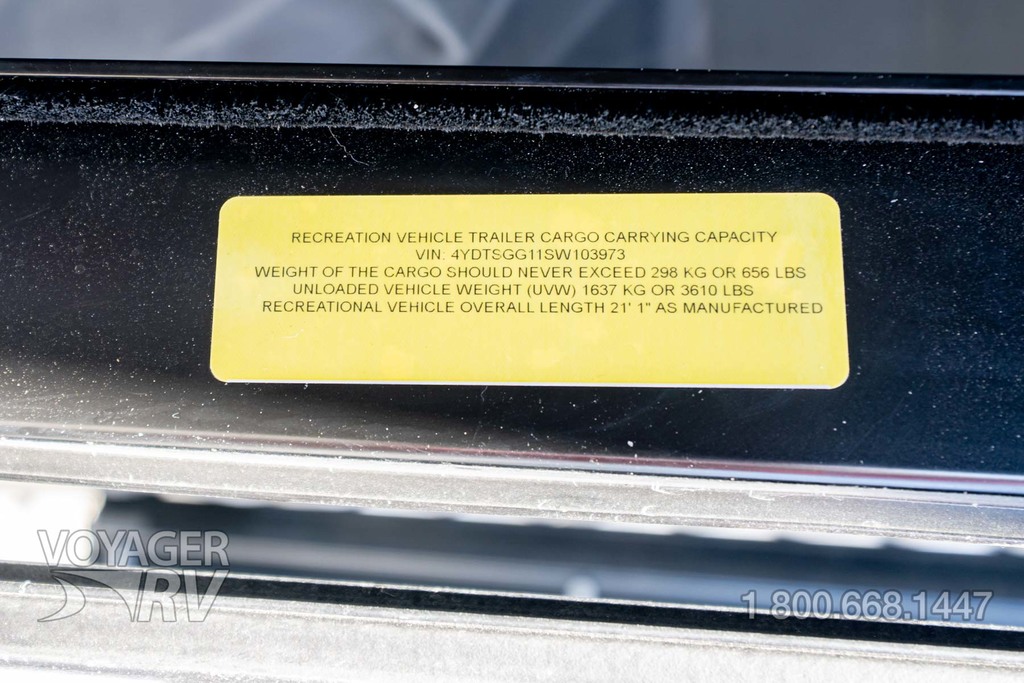 RECREATION VEHICLE TRAILER CARGO CARRYING CAPACITY
VIN: 4YDTSGG11SW103973
WEIGHT OF THE CARGO SHOULD NEVER EXCEED 298 KG OR 656 LBS
UNLOADED VEHICLE WEIGHT (UVW) 1637 KG OR 3610 LBS
RECREATIONAL VEHICLE OVERALL LENGTH 21' 1" AS MANUFACTURED
VOYAGER
RV
1 800.668.1447